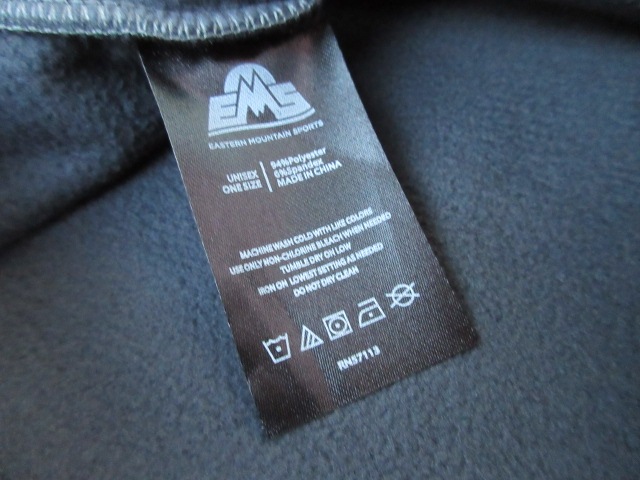 EMS
EASTERN MOUNTAIN SPORTS
UNISEX
ONE SIZE
94%Polyester
6%Spandex
MADE IN CHINA
MACHINE WASH COLD WITH LIKE COLORS
USE ONLY NON-CHLORINE BLEACH WHEN NEEDED
TUMBLE DRY ON LOW
IRON ON LOWEST SETTING AS NEEDED
DO NOT DRY CLEAN
RN57113